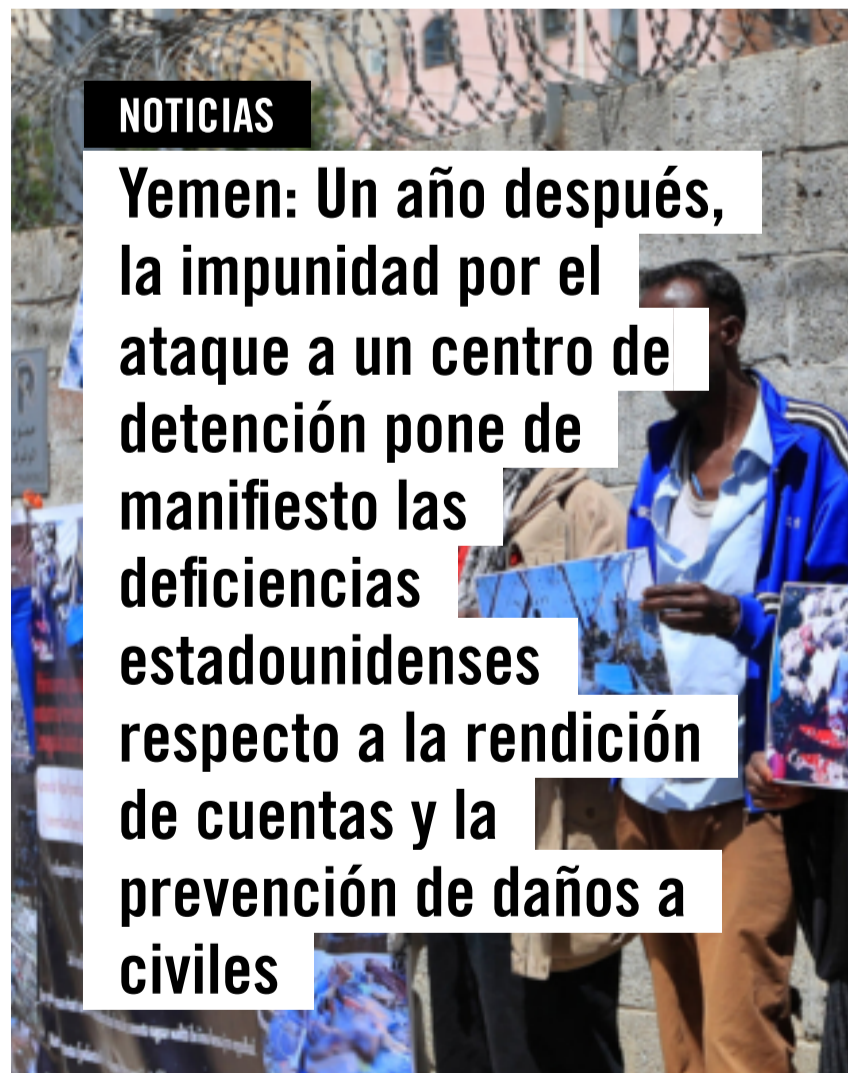 NOTICIAS
Yemen: Un año después,
la impunidad por el
ataque a un centro de
detención pone de
manifiesto las
deficiencias
estadounidenses
respecto a la rendición
de cuentas y la
prevención de daños a
civiles